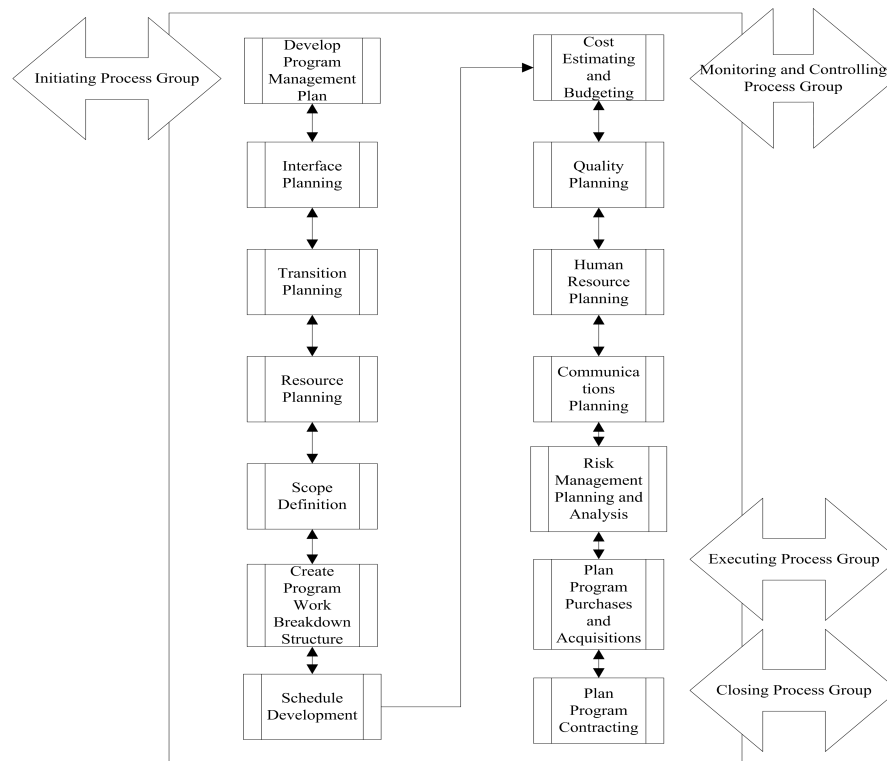 Initiating Process Group
Develop
Program
Management
Plan
Interface
Planning
Transition
Planning
Resource
Planning
Scope
Definition
Create
Program
Work
Breakdown
Structure
Schedule
Development
Cost
Estimating
and
Budgeting
Quality
Planning
Human
Resource
Planning
Communica
tions
Planning
Risk
Management
Planning and
Analysis
Plan
Program
Purchases
and
Acquisitions
Plan
Program
Contracting
Monitoring and Controlling
Process Group
Executing Process Group
Closing Process Group